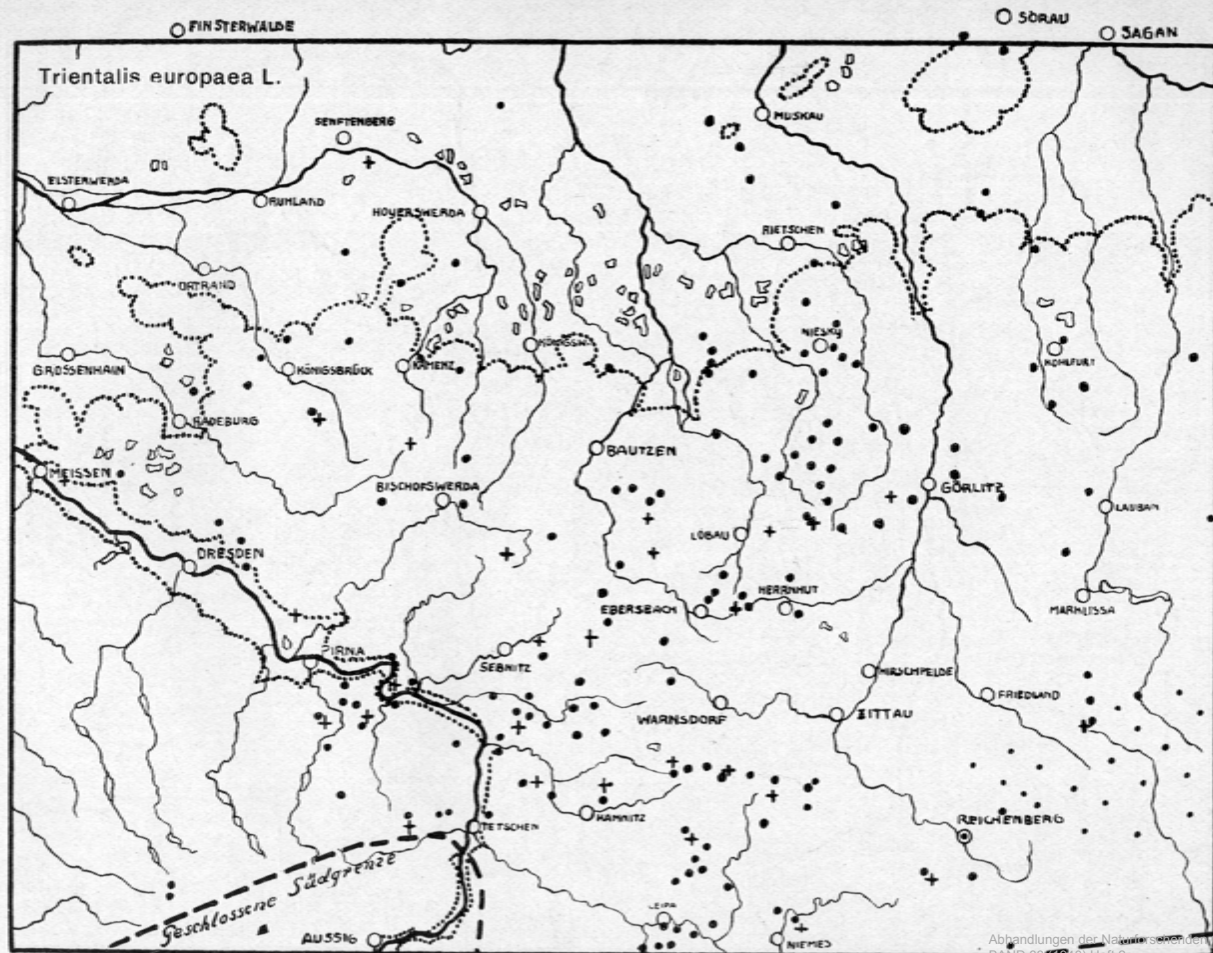 FINSTERWALDE
SORAU
SAGAN
Trientalis europaea L.
SENFTENBERG
MUSKAU
ELSTERWERDA
RUHLAND
HOYERSWERDA
RIETSCHEN
ORTRAND
NIESKY
KOHLFURT
GROSSENHAIN
KÖNIGSBRÜCK
KAMENZ
RADEBURG
BAUTZEN
MEISSEN
BISCHOFSWERDA
GÖRLITZ
LAUBAN
LÖBAU
DRESDEN
HERRNHUT
EBERSBACH
MARKLISSA
PIRNA
SEBNITZ
HIRSCHFELDE
FRIEDLAND
WARNSDORF
ZITTAU
KAMNITZ
TETSCHEN
REICHENBERG
Geschlossene Südgrenze
LEIPA
AUSSIG
NIEMES
Abhandlungen der Naturforschenden